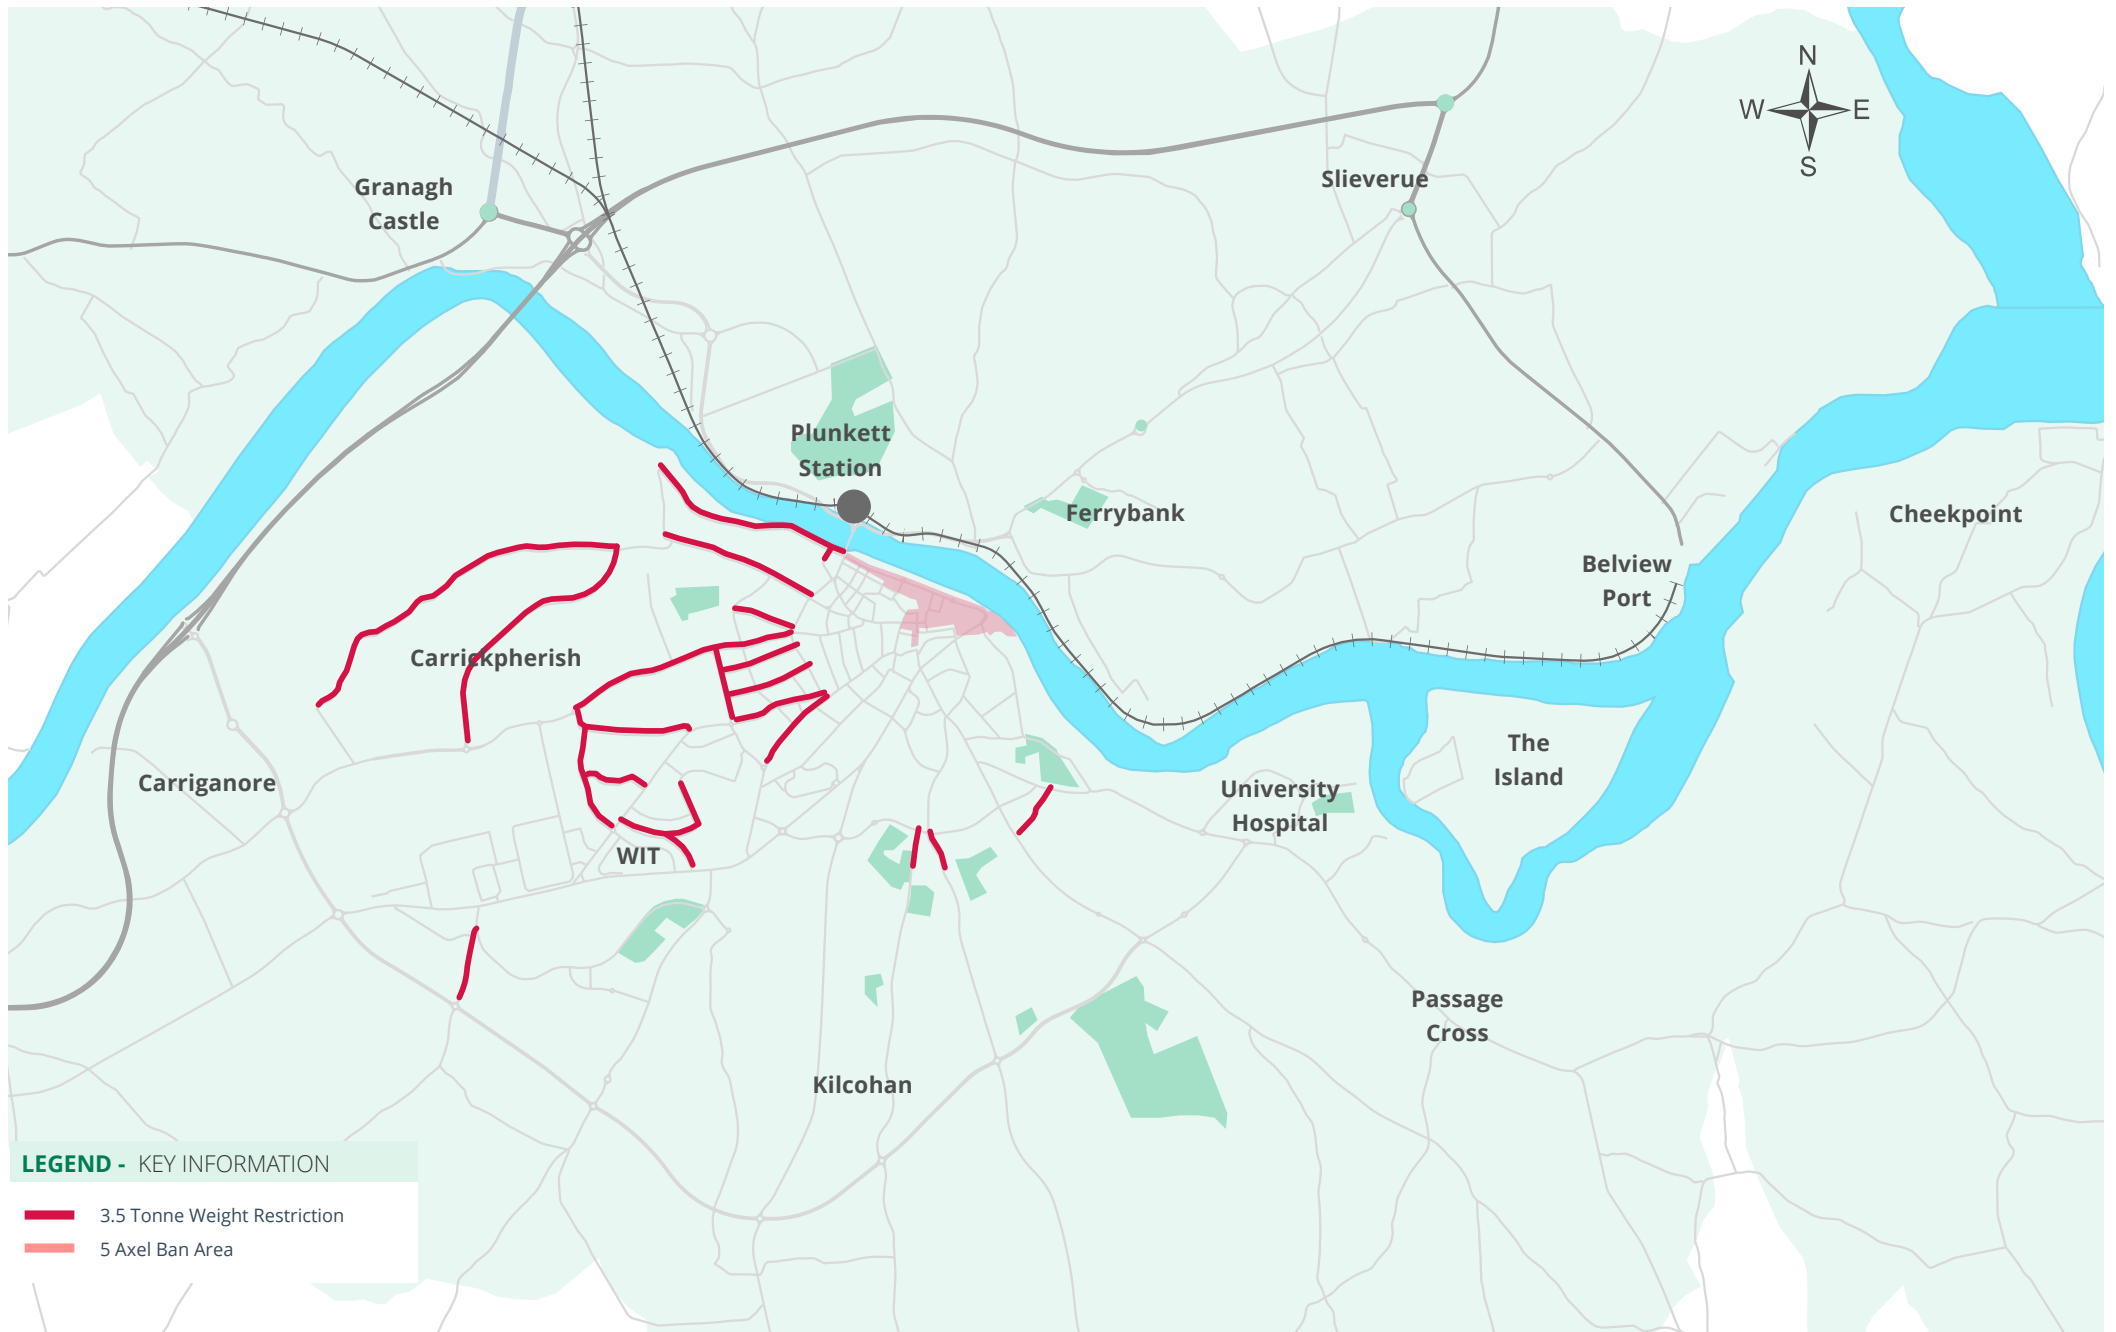 N
W E
S
Granagh
Castle
Slieverue
Plunkett
Station
Ferrybank
Cheekpoint
Belview
Port
Carrickpherish
The
Island
Carriganore
University
Hospital
WIT
Passage
Cross
Kilcohan
LEGEND - KEY INFORMATION
3.5 Tonne Weight Restriction
5 Axel Ban Area